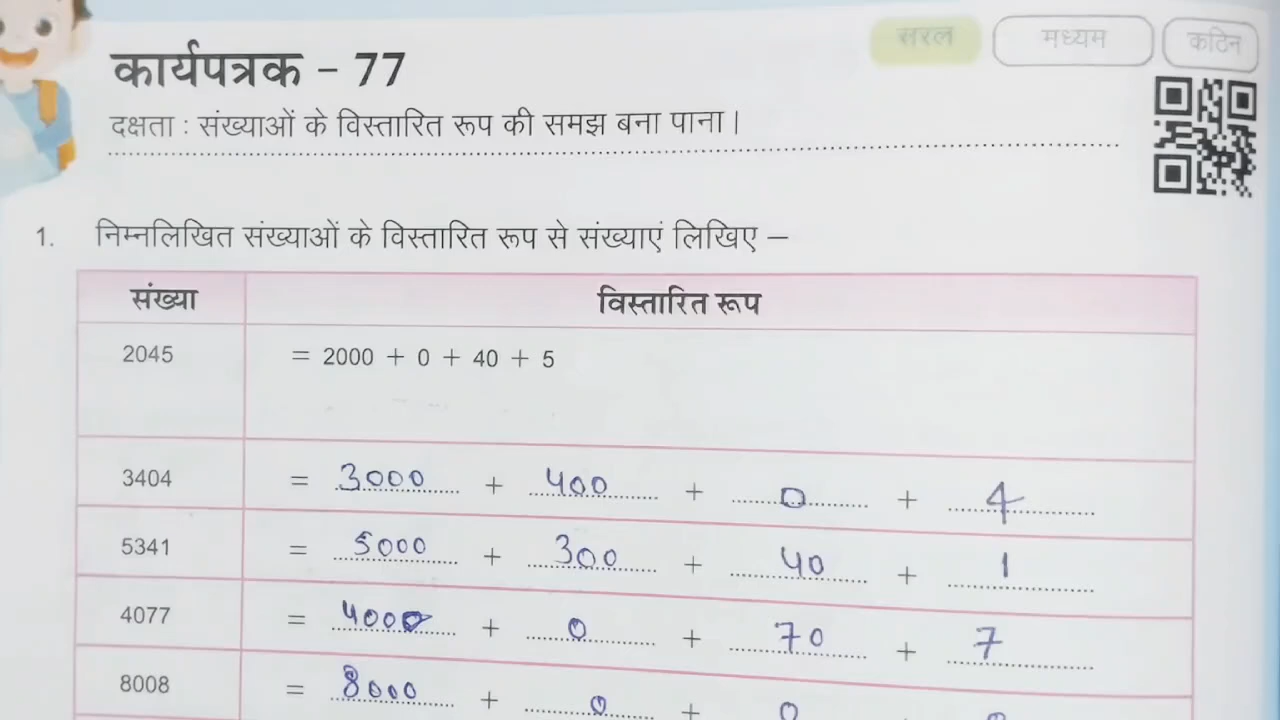 सरल मध्यम कठिन
कार्यपत्रक – 77
दक्षता : संख्याओं के विस्तारित रूप की समझ बना पाना।
1. निम्नलिखित संख्याओं के विस्तारित रूप से संख्याएं लिखिए –
संख्या विस्तारित रूप
2045 = 2000 + 0 + 40 + 5
3404 = 3000 + 400 + 0 + 4
5341 = 5000 + 300 + 40 + 1
4077 = 4000 + 0 + 70 + 7
8008 = 8000 + 0 + 0 +